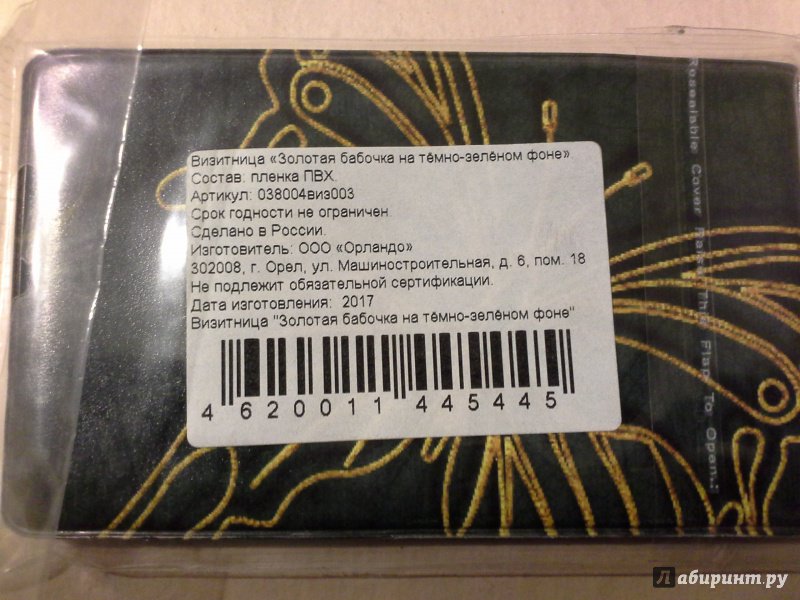 Визитница «Золотая бабочка на тёмно-зелёном фоне».
Состав: пленка ПВХ.
Артикул: 038004виз003
Срок годности не ограничен.
Сделано в России.
Изготовитель: ООО «Орландо»
302008, г. Орел, ул. Машиностроительная, д. 6, пом. 18
Не подлежит обязательной сертификации.
Дата изготовления: 2017
Визитница "Золотая бабочка на тёмно-зелёном фоне"
4 620011 445445
Resealable Cover Raise This Flap To Open
Лабиринт.ру